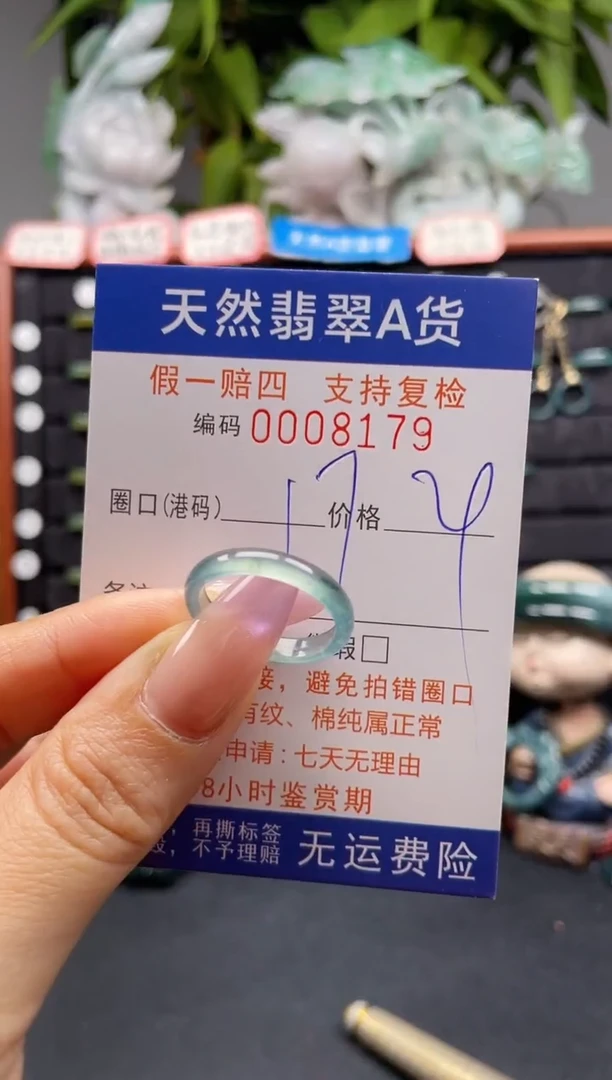 天然翡翠A货
假一赔四 支持复检
编码 0008179
圈口(港码) 价格
17 4
假□
接，避免拍错圈口
有纹、棉纯属正常
申请:七天无理由
8小时鉴赏期
，再撕标签
，不予理赔
无运费险